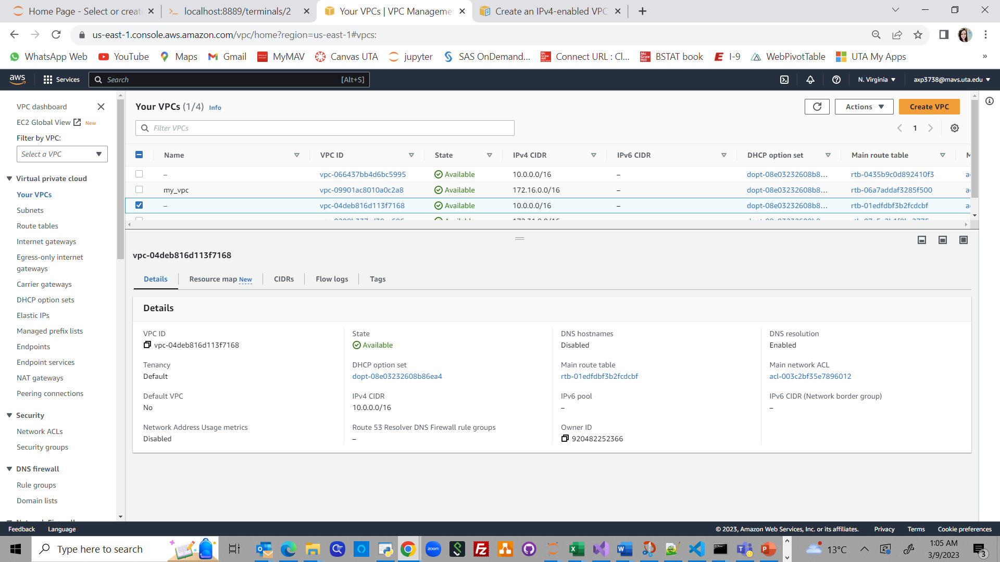 Home Page - Select or creat
localhost:8889/terminals/2
Your VPCs | VPC Manageme
Create an IPv4-enabled VPC
us-east-1.console.aws.amazon.com/vpc/home?region=us-east-1#vpcs:
WhatsApp Web YouTube Maps Gmail MyMAV Canvas UTA jupyter SAS OnDemand... Connect URL : Cl... BSTAT book I-9 WebPivotTable UTA My Apps »
aws Services Search [Alt+S] N. Virginia axp3738@mavs.uta.edu
VPC dashboard
EC2 Global View New
Filter by VPC:
Select a VPC
Virtual private cloud
Your VPCs
Subnets
Route tables
Internet gateways
Egress-only internet
gateways
Carrier gateways
DHCP option sets
Elastic IPs
Managed prefix lists
Endpoints
Endpoint services
NAT gateways
Peering connections
Security
Network ACLs
Security groups
DNS firewall
Rule groups
Domain lists
Your VPCs (1/4) Info
Actions
Create VPC
Filter VPCs
1
Name VPC ID State IPv4 CIDR IPv6 CIDR DHCP option set Main route table
– vpc-066437bb4d6bc5995 Available 10.0.0.0/16 – dopt-08e03232608b8... rtb-0435b9c0d892410f3
my_vpc vpc-09901ac8010a0c2a8 Available 172.16.0.0/16 – dopt-08e03232608b8... rtb-06a7addaf3285f500
– vpc-04deb816d113f7168 Available 10.0.0.0/16 – dopt-08e03232608b8... rtb-01edfdbf3b2fcdcbf
vpc-04deb816d113f7168
Details Resource map New CIDRs Flow logs Tags
Details
VPC ID
vpc-04deb816d113f7168
State
Available
DNS hostnames
Disabled
DNS resolution
Enabled
Tenancy
Default
DHCP option set
dopt-08e03232608b86ea4
Main route table
rtb-01edfdbf3b2fcdcbf
Main network ACL
acl-003c2bf35e7896012
Default VPC
No
IPv4 CIDR
10.0.0.0/16
IPv6 pool
–
IPv6 CIDR (Network border group)
–
Network Address Usage metrics
Disabled
Route 53 Resolver DNS Firewall rule groups
–
Owner ID
920482252366
Feedback Language © 2023, Amazon Web Services, Inc. or its affiliates. Privacy Terms Cookie preferences
Type here to search
zoom
13°C
1:05 AM
3/9/2023
3